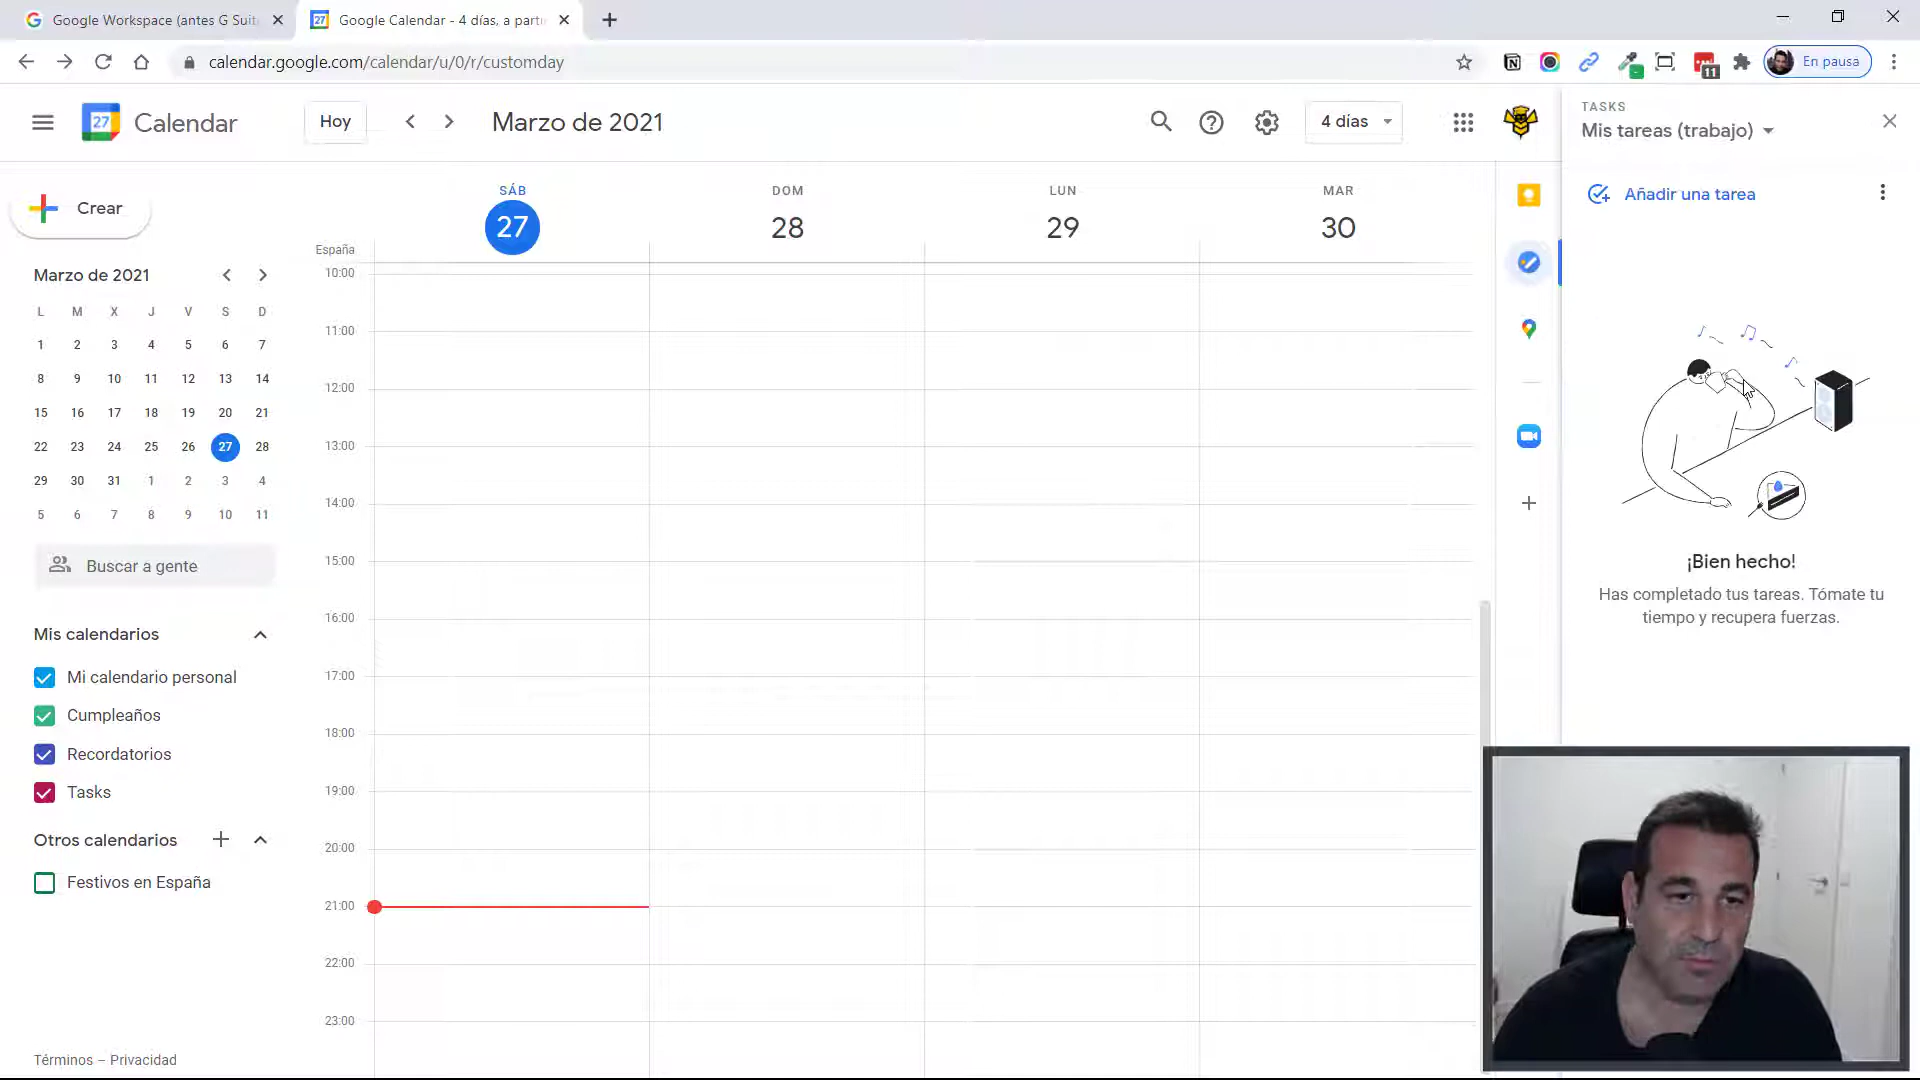 Google Workspace (antes G Suit
Google Calendar - 4 días, a parti
calendar.google.com/calendar/u/0/r/customday
11
En pausa
27
Calendar
Hoy
Marzo de 2021
4 días
TASKS
Mis tareas (trabajo)
Crear
Añadir una tarea
SÁB
27
DOM
28
LUN
29
MAR
30
España
Marzo de 2021
L M X J V S D
1 2 3 4 5 6 7
8 9 10 11 12 13 14
15 16 17 18 19 20 21
22 23 24 25 26 27 28
29 30 31 1 2 3 4
5 6 7 8 9 10 11
Buscar a gente
Mis calendarios
Mi calendario personal
Cumpleaños
Recordatorios
Tasks
Otros calendarios
Festivos en España
Términos – Privacidad
10:00
11:00
12:00
13:00
14:00
15:00
16:00
17:00
18:00
19:00
20:00
21:00
22:00
23:00
¡Bien hecho!
Has completado tus tareas. Tómate tu
tiempo y recupera fuerzas.